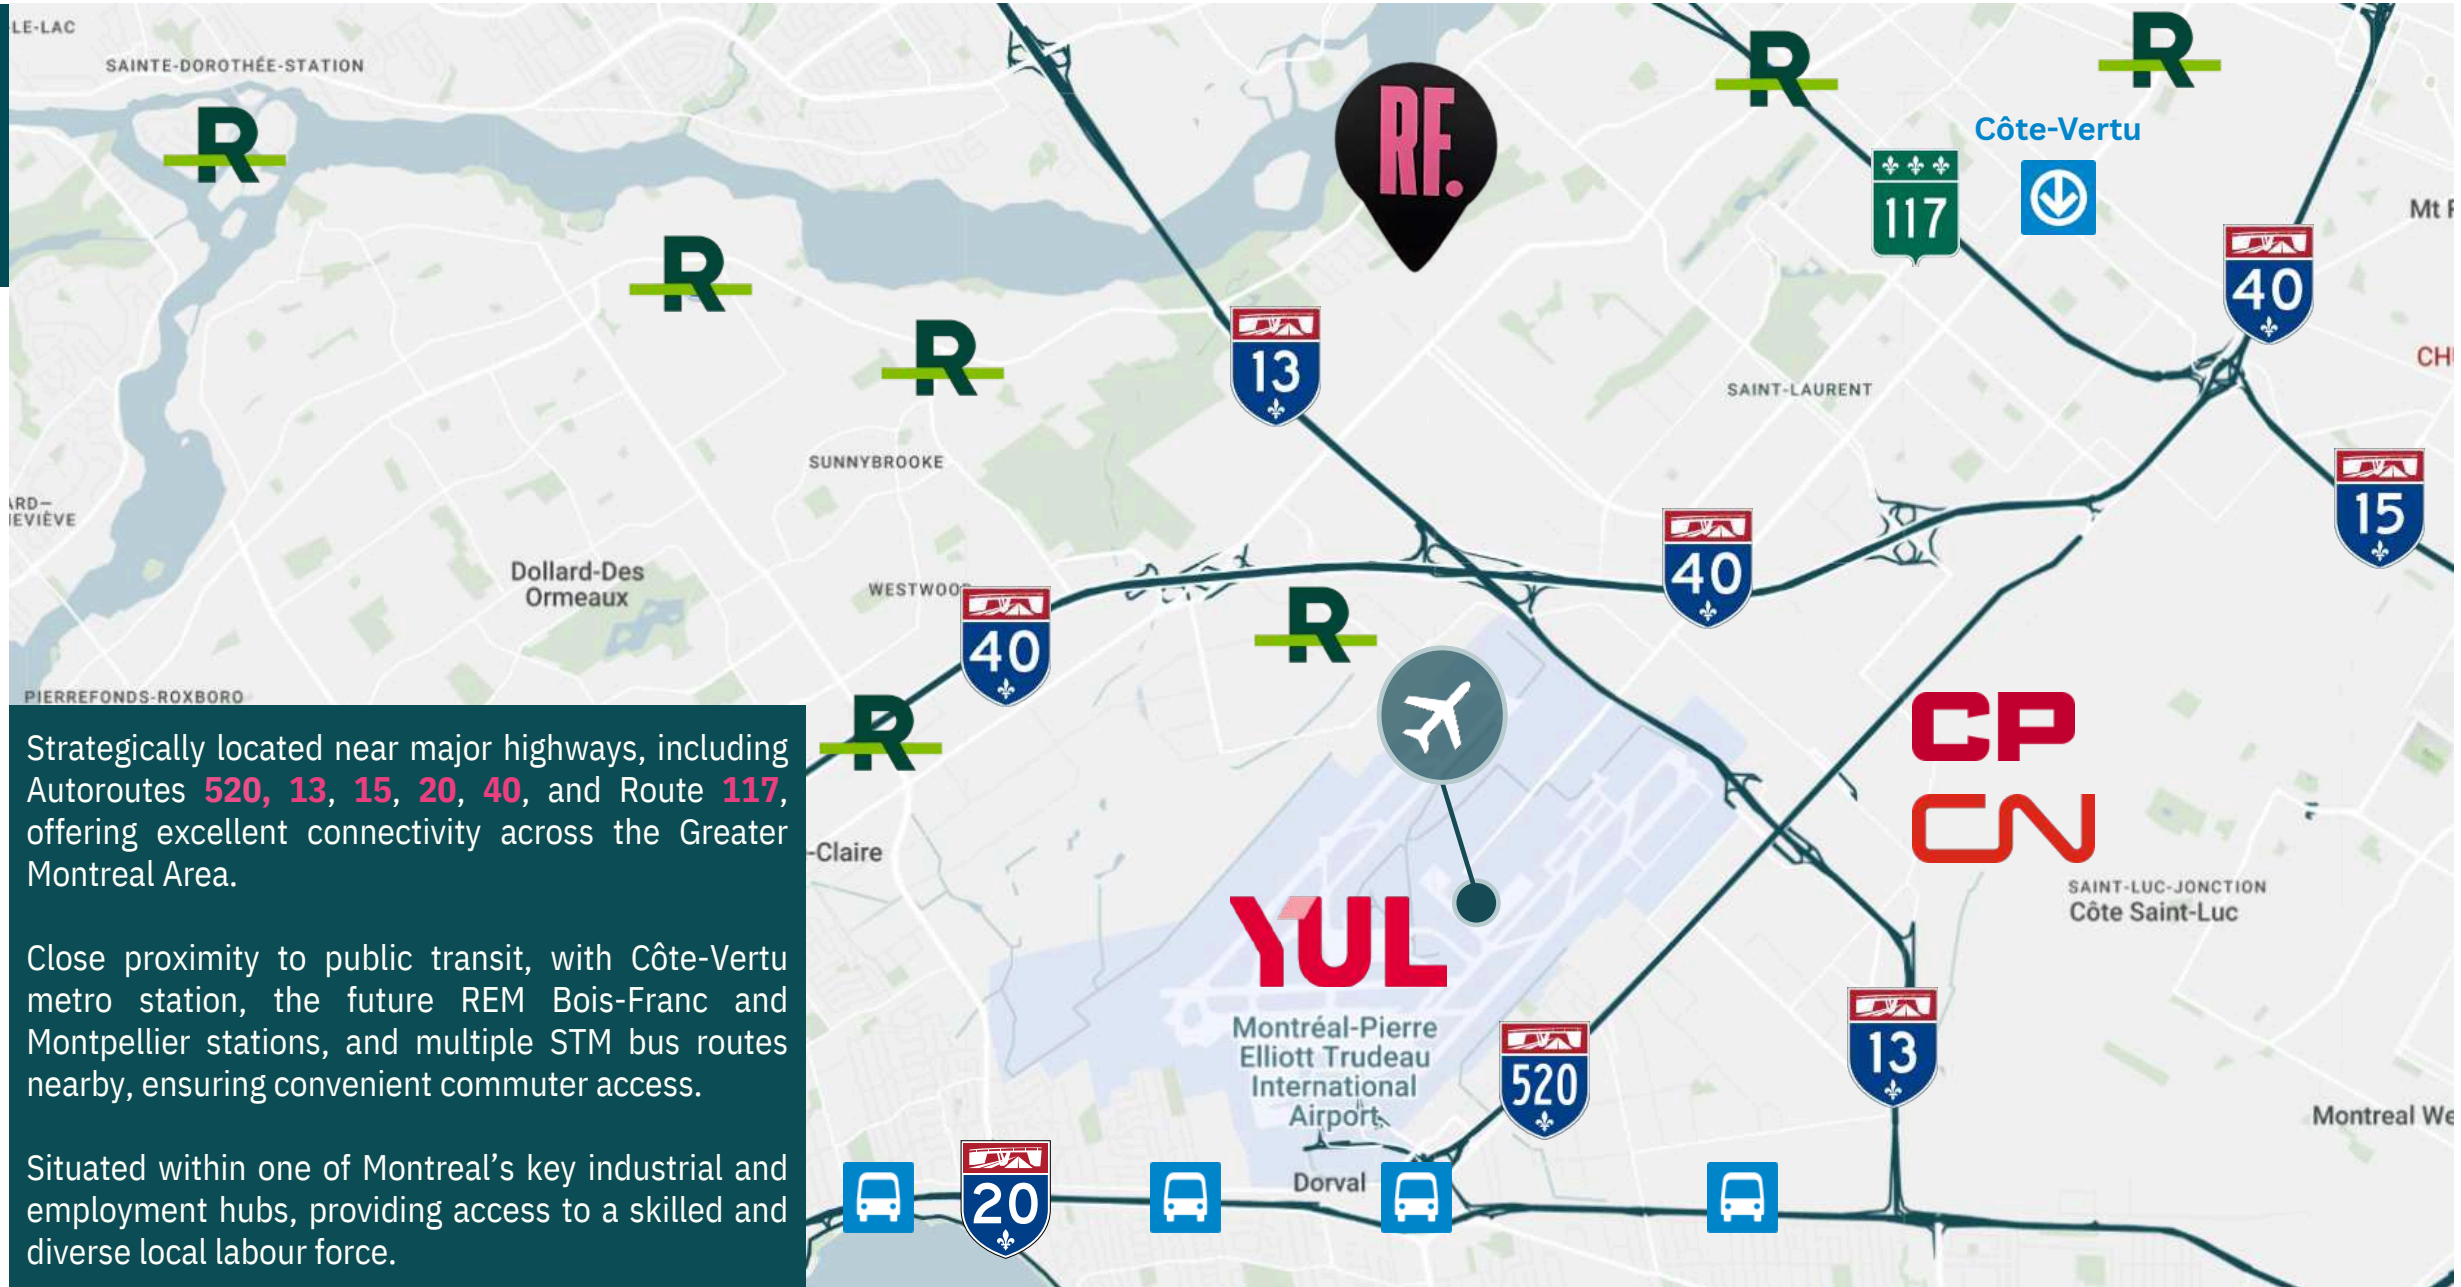 -LE-LAC
SAINTE-DOROTHÉE-STATION
R
R
R
RF.
R
R
Côte-Vertu
117
Mt
40
13
SAINT-LAURENT
SUNNYBROOKE
15
Dollard-Des
Ormeaux
40
40
R
R
PIERREFONDS-ROXBORO
Strategically located near major highways, including
Autoroutes 520, 13, 15, 20, 40, and Route 117,
offering excellent connectivity across the Greater
Montreal Area.
Close proximity to public transit, with Côte-Vertu
metro station, the future REM Bois-Franc and
Montpellier stations, and multiple STM bus routes
nearby, ensuring convenient commuter access.
Situated within one of Montreal’s key industrial and
employment hubs, providing access to a skilled and
diverse local labour force.
-Claire
CP
CN
SAINT-LUC-JONCTION
Côte Saint-Luc
YUL
Montréal-Pierre
Elliott Trudeau
International
Airport
520
13
Montreal We
Dorval
20